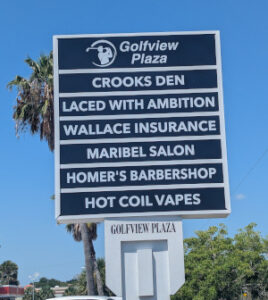 Golfview
Plaza
CROOKS DEN
LACED WITH AMBITION
WALLACE INSURANCE
MARIBEL SALON
HOMER'S BARBERSHOP
HOT COIL VAPES
GOLFVIEW PLAZA